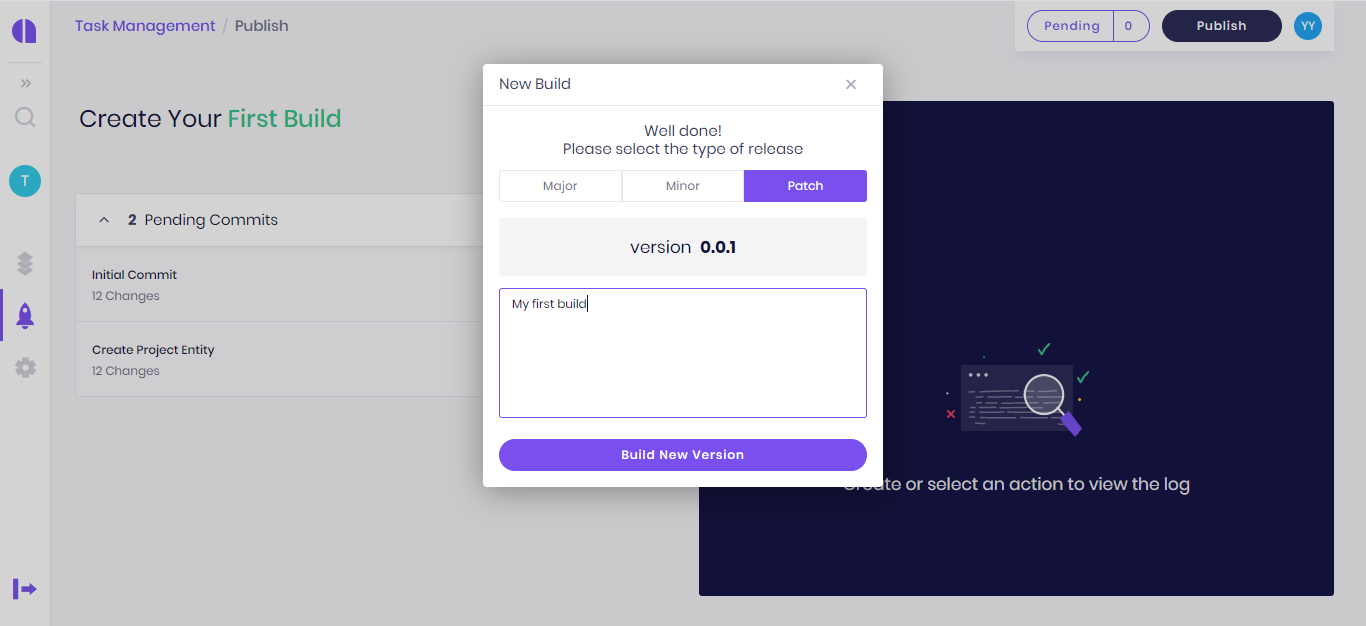 Task Management / Publish
Pending 0
Publish
YY
New Build
Create Your First Build
Well done!
Please select the type of release
Major Minor Patch
T
2 Pending Commits
version 0.0.1
Initial Commit
12 Changes
My first build
Create Project Entity
12 Changes
Build New Version
Create or select an action to view the log